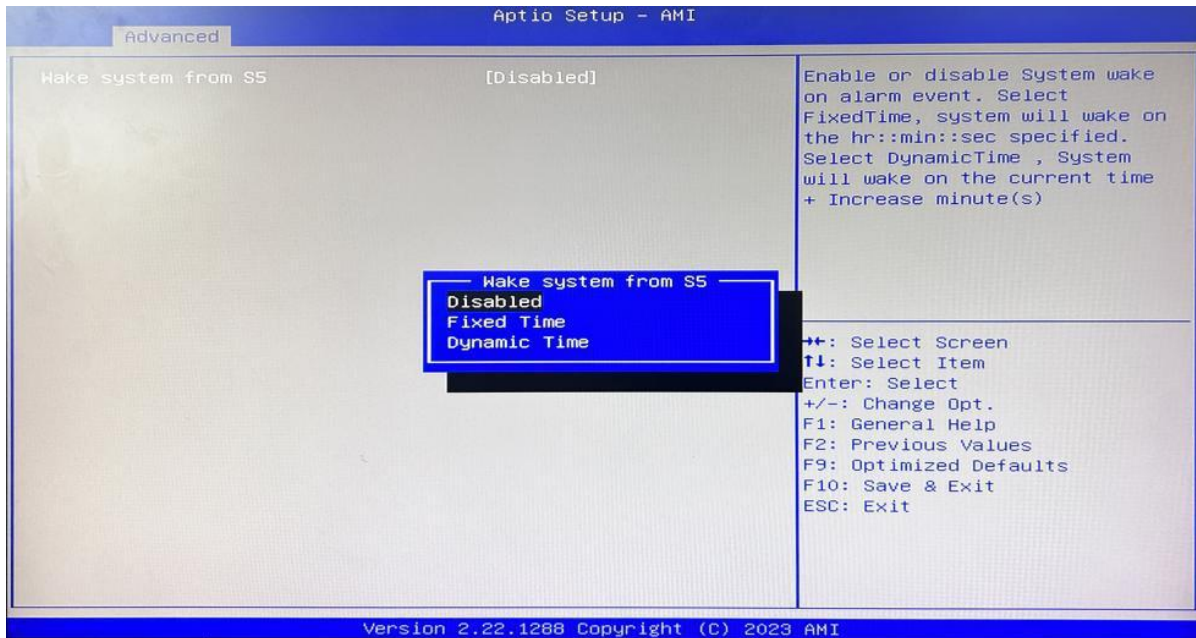 Aptio Setup – AMI
Advanced
Wake system from S5 [Disabled]
Enable or disable System wake
on alarm event. Select
FixedTime, system will wake on
the hr::min::sec specified.
Select DynamicTime , System
will wake on the current time
+ Increase minute(s)
Wake system from S5
Disabled
Fixed Time
Dynamic Time
→←: Select Screen
↑↓: Select Item
Enter: Select
+/-: Change Opt.
F1: General Help
F2: Previous Values
F9: Optimized Defaults
F10: Save & Exit
ESC: Exit
Version 2.22.1288 Copyright (C) 2023 AMI